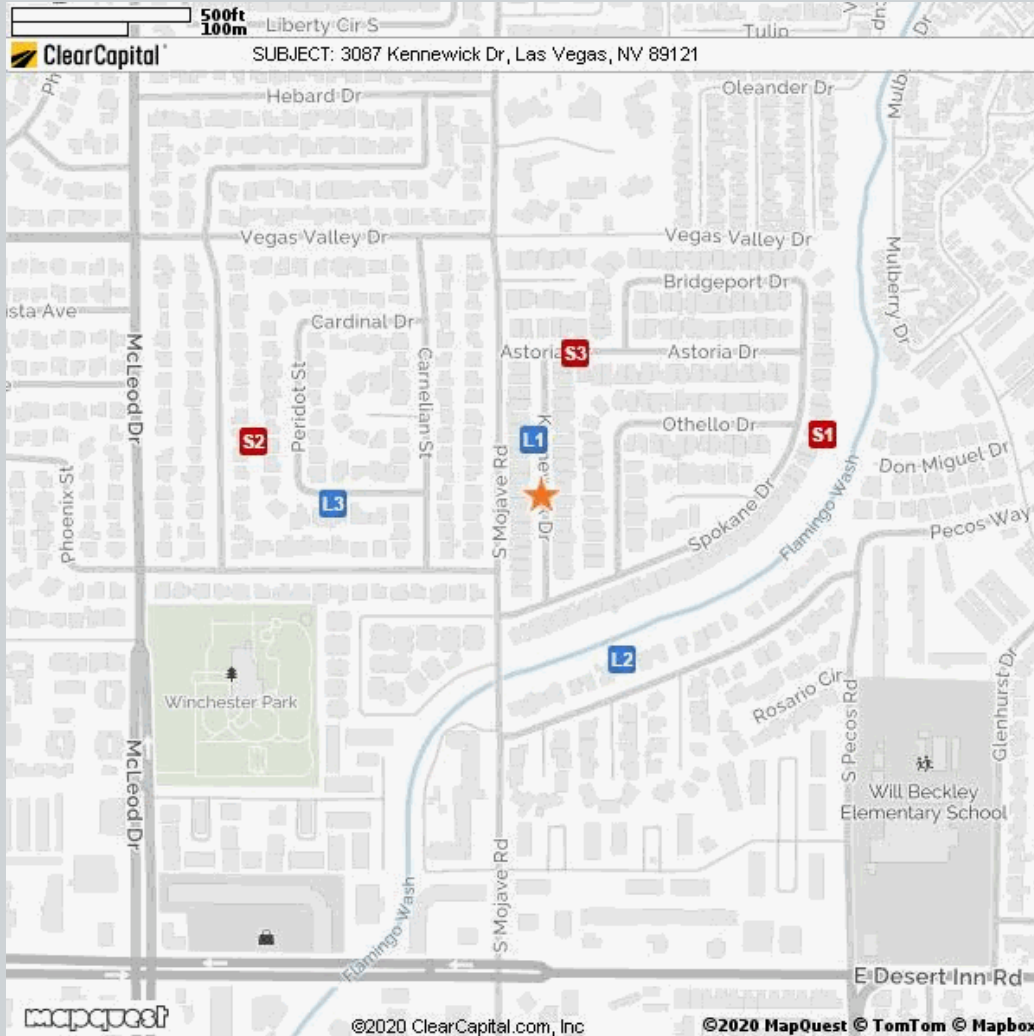 500ft
100m
Liberty Cir S
Tulip
Dr
ClearCapital
SUBJECT: 3087 Kennewick Dr, Las Vegas, NV 89121
Hebard Dr
Oleander Dr
Vegas Valley Dr
Vegas Valley Dr
Mulberry Dr
Bridgeport Dr
Cardinal Dr
McLeod Dr
Peridot St
Carnelian St
Astoria
S3
Astoria Dr
S2
L1
Othello Dr
S1
Don Miguel Dr
Phoenix St
L3
S Mojave Rd
Dr
Spokane Dr
Flamingo Wash
Pecos Way
L2
Winchester Park
Rosario Cir
S Pecos Rd
Glenhurst Dr
McLeod Dr
Will Beckley
Elementary School
S Mojave Rd
Flamingo Wash
E Desert Inn Rd
mapquest
©2020 ClearCapital.com, Inc
©2020 MapQuest © TomTom © Mapbo